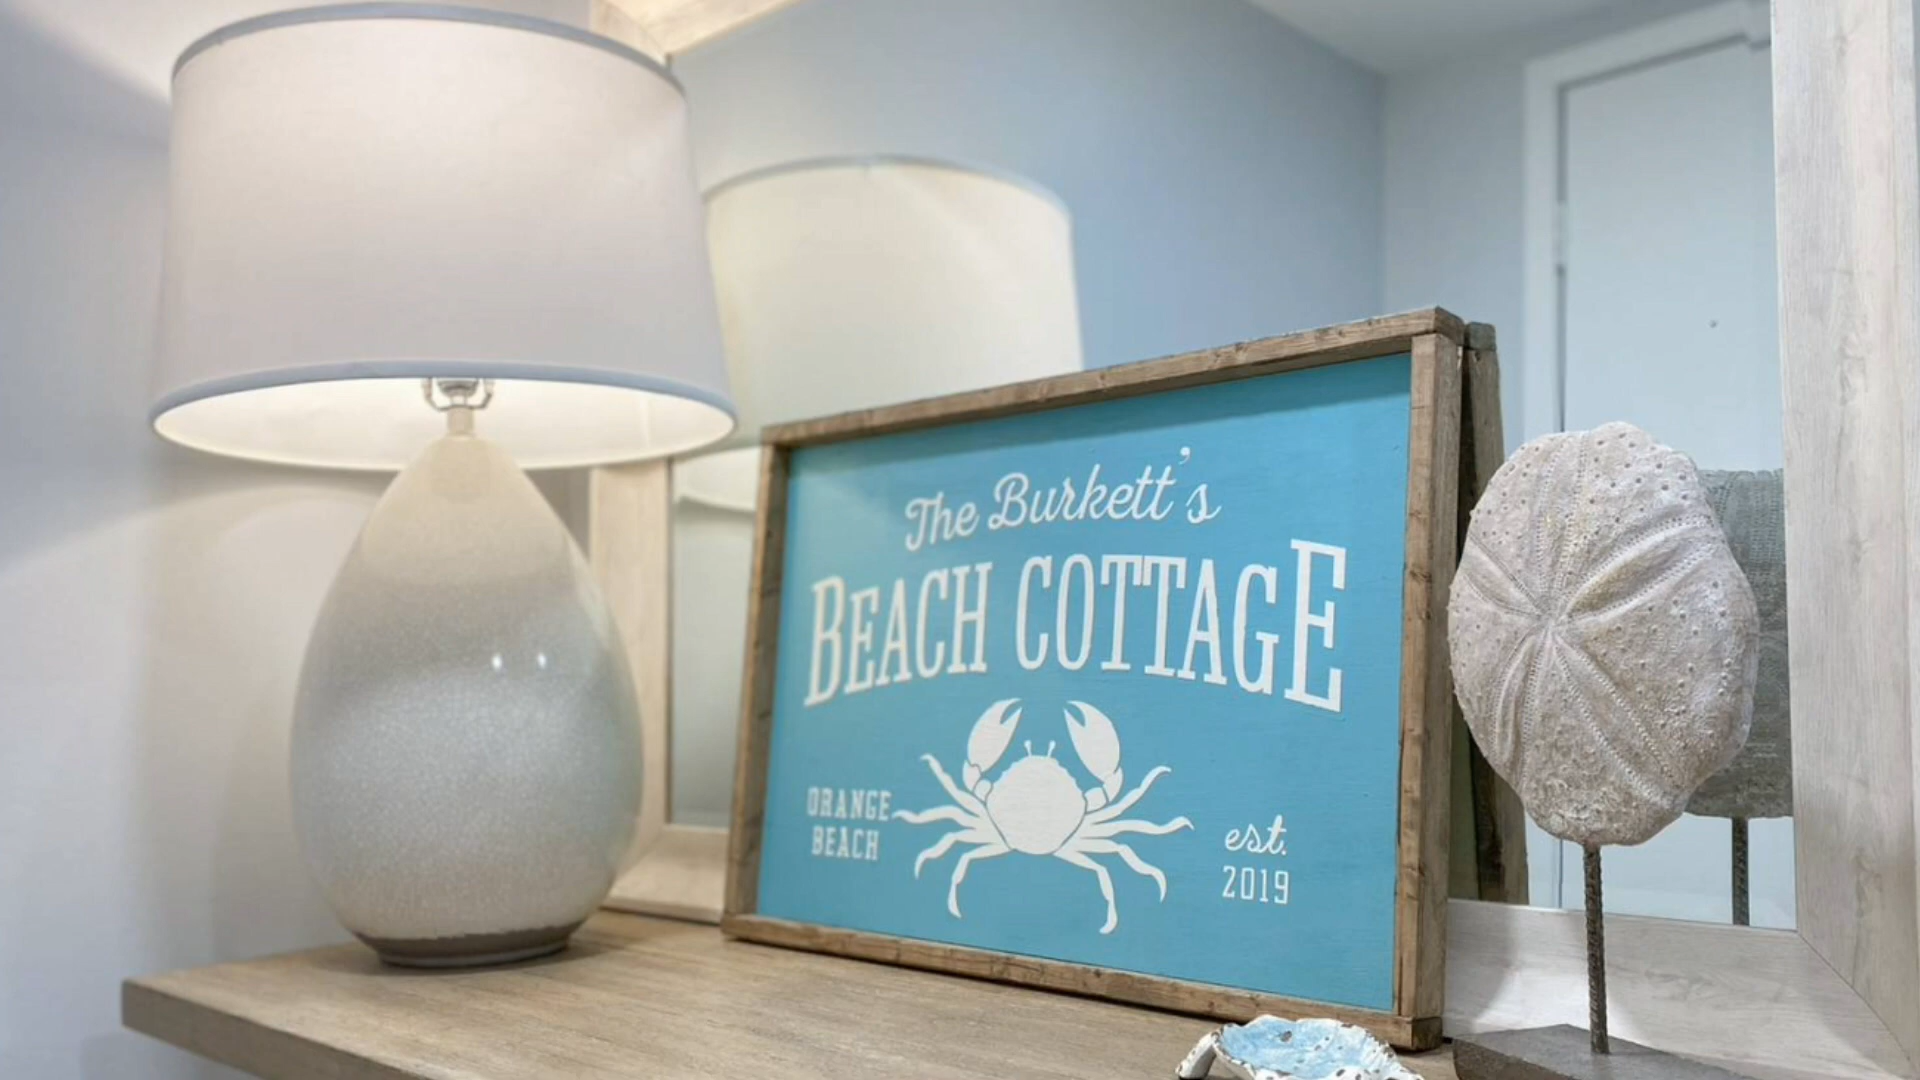 The Burkett's
BEACH COTTAGE
ORANGE
BEACH
est.
2019